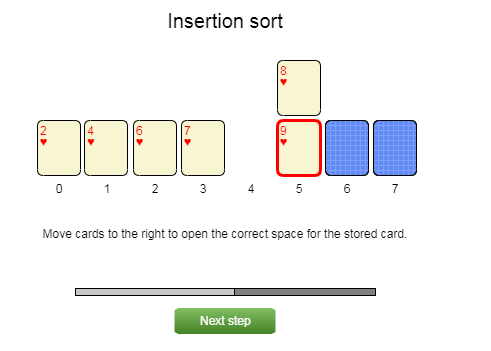 Insertion sort
8
♥
2 4 6 7 9
♥ ♥ ♥ ♥ ♥
0 1 2 3 4 5 6 7
Move cards to the right to open the correct space for the stored card.
Next step